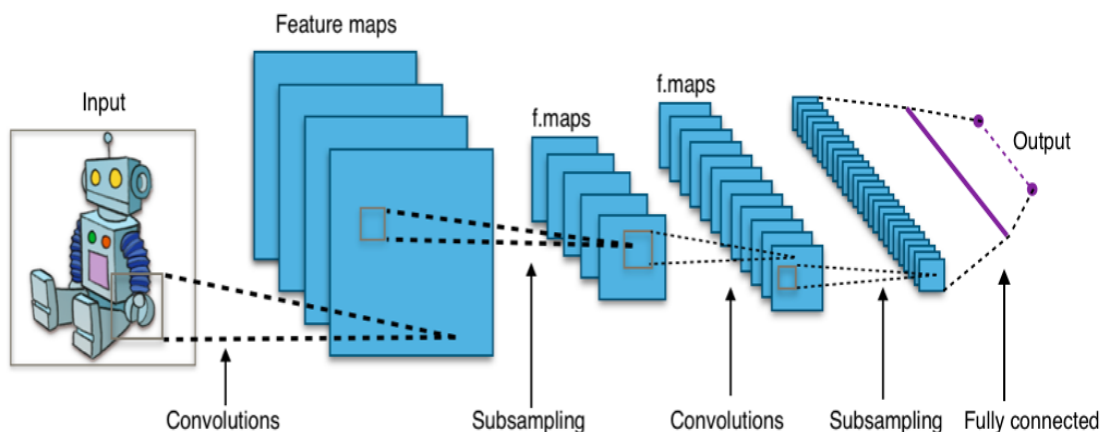 Feature maps
Input
f.maps
f.maps
Output
Convolutions
Subsampling
Convolutions
Subsampling
Fully connected